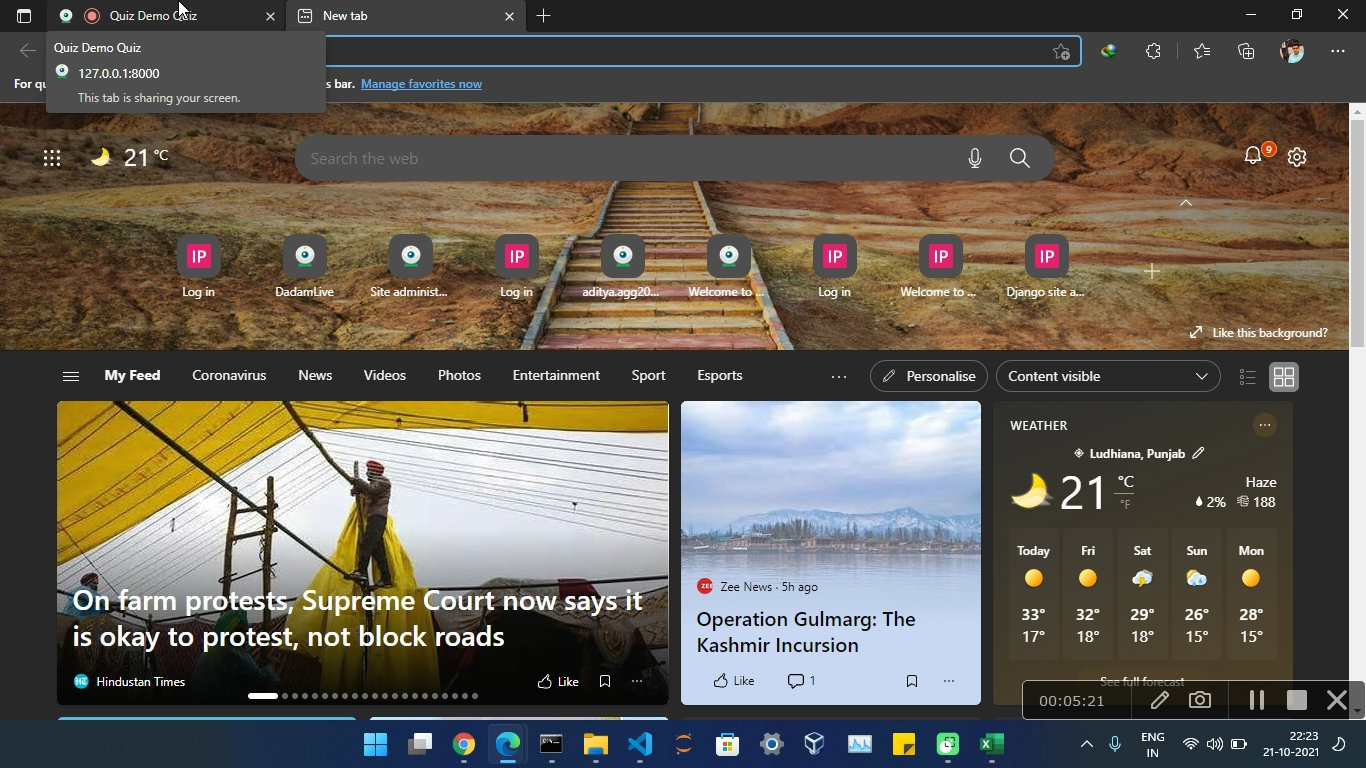 Quiz Demo Quiz
New tab
Quiz Demo Quiz
127.0.0.1:8000
This tab is sharing your screen.
For qu
s bar. Manage favorites now
21 °C
Search the web
9
IP
IP
IP
IP
IP
Log in
DadamLive
Site administ...
Log in
aditya.agg20...
Welcome to ...
Log in
Welcome to ...
Django site a...
Like this background?
My Feed
Coronavirus
News
Videos
Photos
Entertainment
Sport
Esports
Personalise
Content visible
On farm protests, Supreme Court now says it
is okay to protest, not block roads
Hindustan Times
Like
Zee News · 5h ago
Operation Gulmarg: The
Kashmir Incursion
Like
1
WEATHER
Ludhiana, Punjab
21 °C
°F
Haze
2% 188
Today Fri Sat Sun Mon
33° 32° 29° 26° 28°
17° 18° 18° 15° 15°
See full forecast
00:05:21
ENG
IN
22:23
21-10-2021